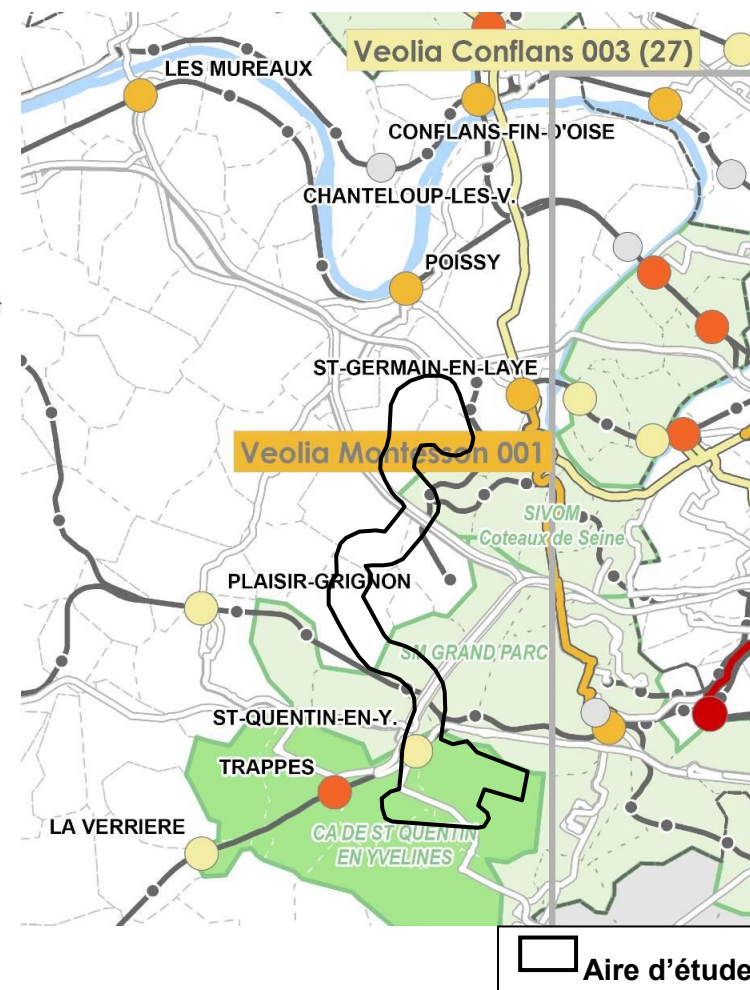 Veolia Conflans 003 (27)
LES MUREAUX
CONFLANS-FIN-D'OISE
CHANTELOUP-LES-V.
POISSY
ST-GERMAIN-EN-LAYE
Veolia Montesson 001
SIVOM
Coteaux de Seine
PLAISIR-GRIGNON
SM GRAND PARC
ST-QUENTIN-EN-Y.
TRAPPES
LA VERRIERE
CA DE ST QUENTIN
EN YVELINES
Aire d'étude